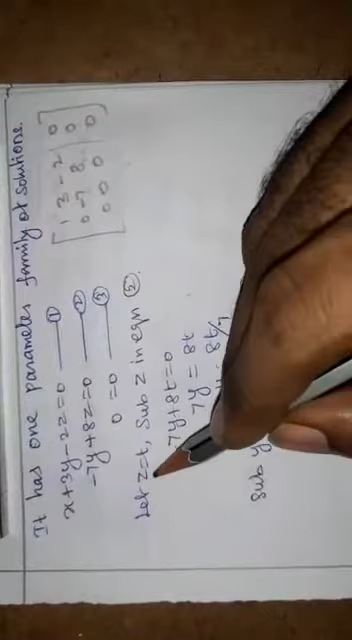 It has one parameter family of solutions.
x+3y-2z=0 ——— ①
-7y+8z=0 ——— ②
0=0 ——— ③
[1 3 -2 | 0
0 -7 8 | 0
0 0 0 | 0]
Let z=t, Sub z in eqn ②.
7y+8t=0
7y=8t
8t/7
Sub y